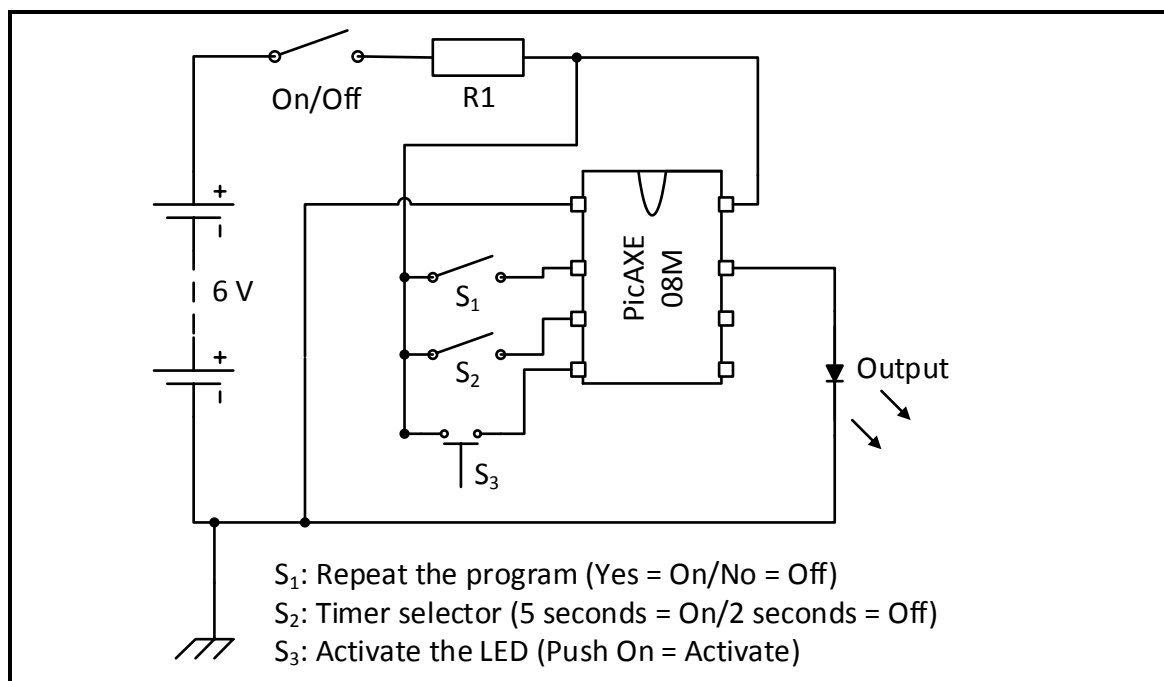 On/Off
R1
+
–
6 V
+
–
S₁
S₂
S₃
PicAXE
08M
Output
S₁: Repeat the program (Yes = On/No = Off)
S₂: Timer selector (5 seconds = On/2 seconds = Off)
S₃: Activate the LED (Push On = Activate)